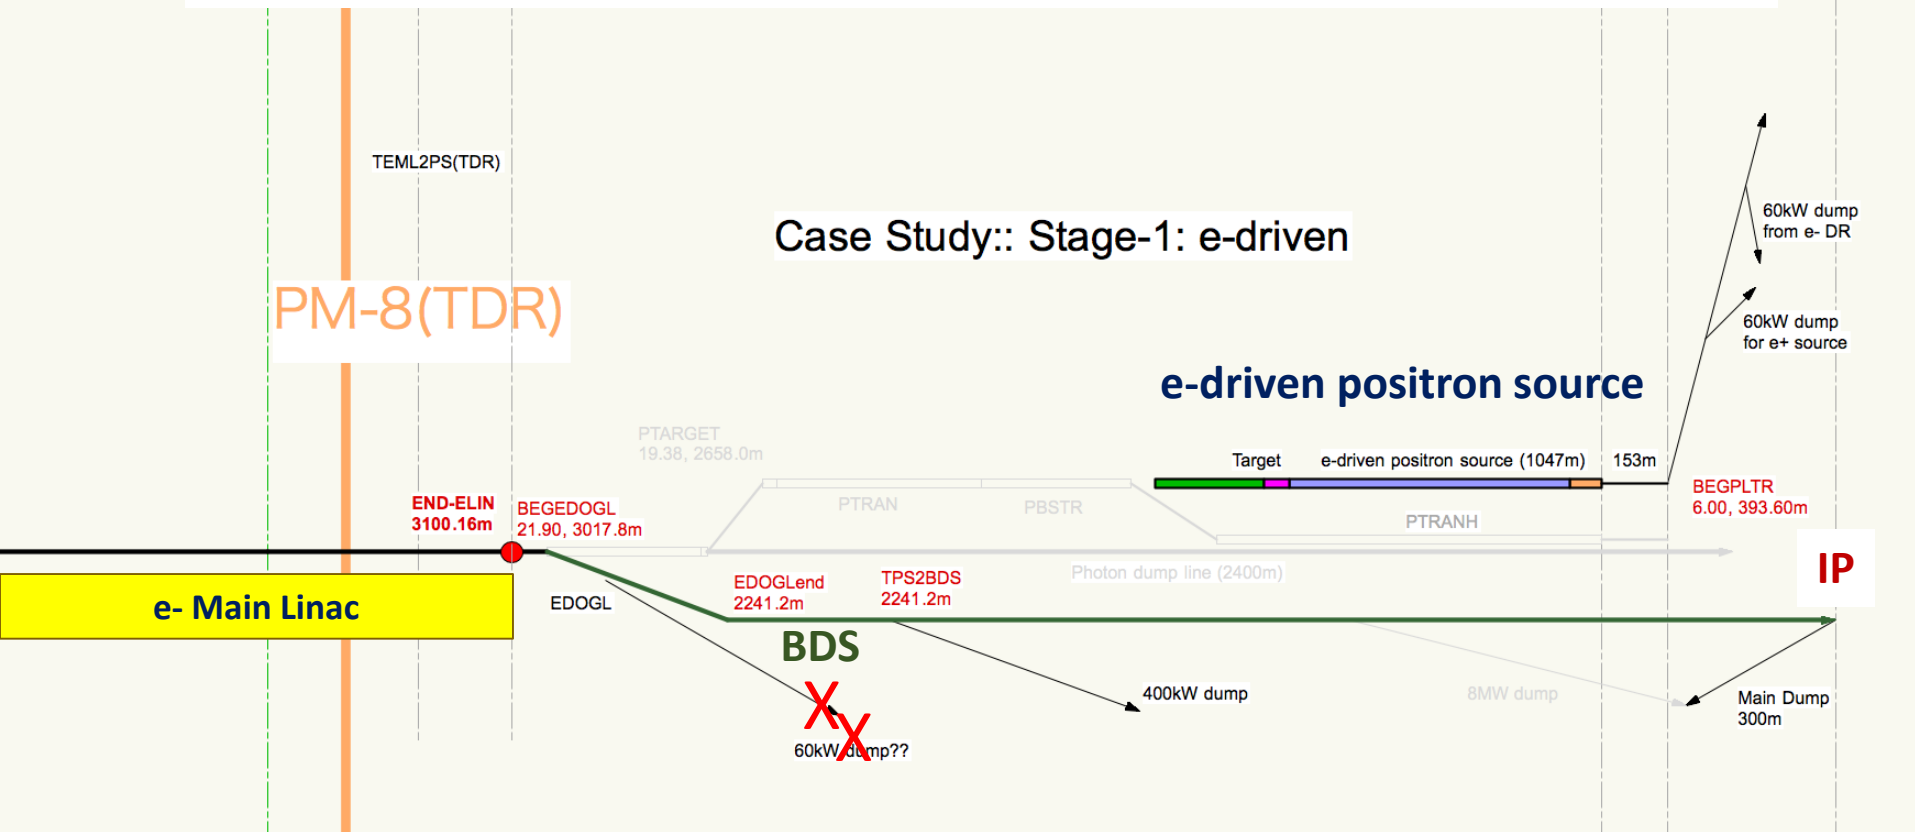 TEML2PS(TDR)
Case Study:: Stage-1: e-driven
60kW dump
from e- DR
PM-8(TDR)
60kW dump
for e+ source
e-driven positron source
PTARGET
19.38, 2658.0m
Target
e-driven positron source (1047m)
153m
END-ELIN
3100.16m
BEGEDOGL
21.90, 3017.8m
PTRAN
PBSTR
PTRANH
BEGPLTR
6.00, 393.60m
Photon dump line (2400m)
IP
e- Main Linac
EDOGL
EDOGLend
2241.2m
TPS2BDS
2241.2m
BDS
X
X
60kW dump??
400kW dump
8MW dump
Main Dump
300m